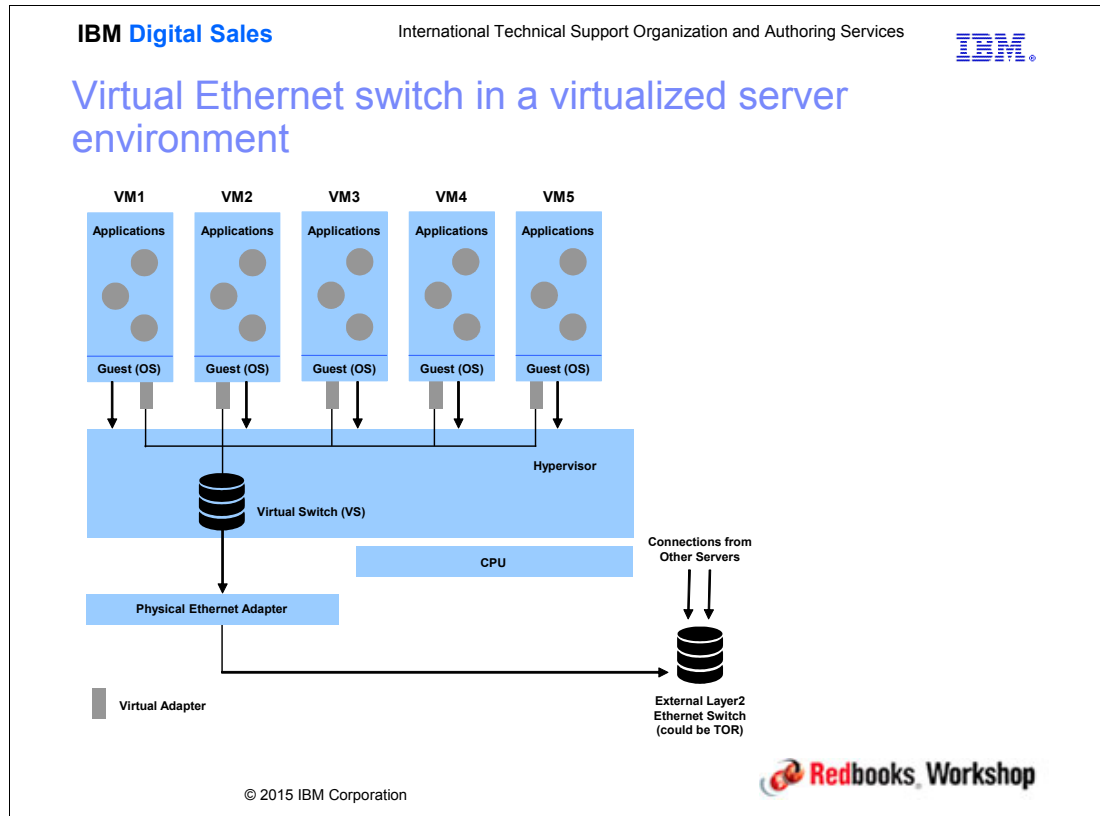 IBM Digital Sales
International Technical Support Organization and Authoring Services
IBM®
Virtual Ethernet switch in a virtualized server
environment
VM1 VM2 VM3 VM4 VM5
Applications Applications Applications Applications Applications
Guest (OS) Guest (OS) Guest (OS) Guest (OS) Guest (OS)
Hypervisor
Virtual Switch (VS)
CPU
Connections from
Other Servers
Physical Ethernet Adapter
Virtual Adapter
External Layer2
Ethernet Switch
(could be TOR)
Redbooks Workshop
© 2015 IBM Corporation